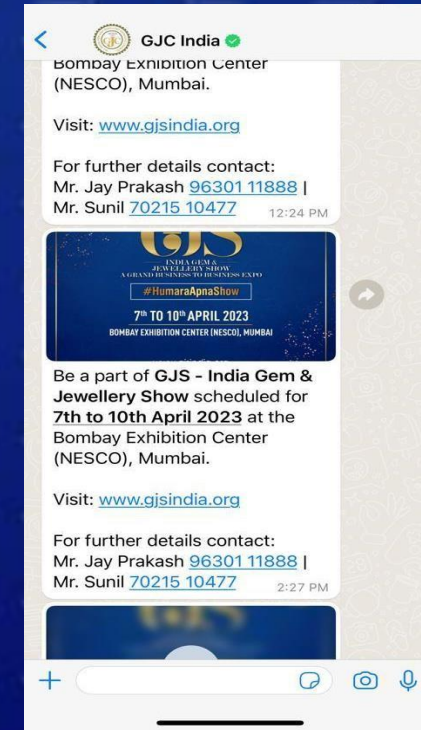 GJC India
Bombay Exhibition Center
(NESCO), Mumbai.
Visit: www.gjsindia.org
For further details contact:
Mr. Jay Prakash 96301 11888 |
Mr. Sunil 70215 10477
12:24 PM
GJS
INDIA GEM &
JEWELLERY SHOW
A GRAND BUSINESS TO BUSINESS EXPO
#HumaraApnaShow
7th TO 10th APRIL 2023
BOMBAY EXHIBITION CENTER (NESCO), MUMBAI
Be a part of GJS - India Gem &
Jewellery Show scheduled for
7th to 10th April 2023 at the
Bombay Exhibition Center
(NESCO), Mumbai.
Visit: www.gjsindia.org
For further details contact:
Mr. Jay Prakash 96301 11888 |
Mr. Sunil 70215 10477
2:27 PM